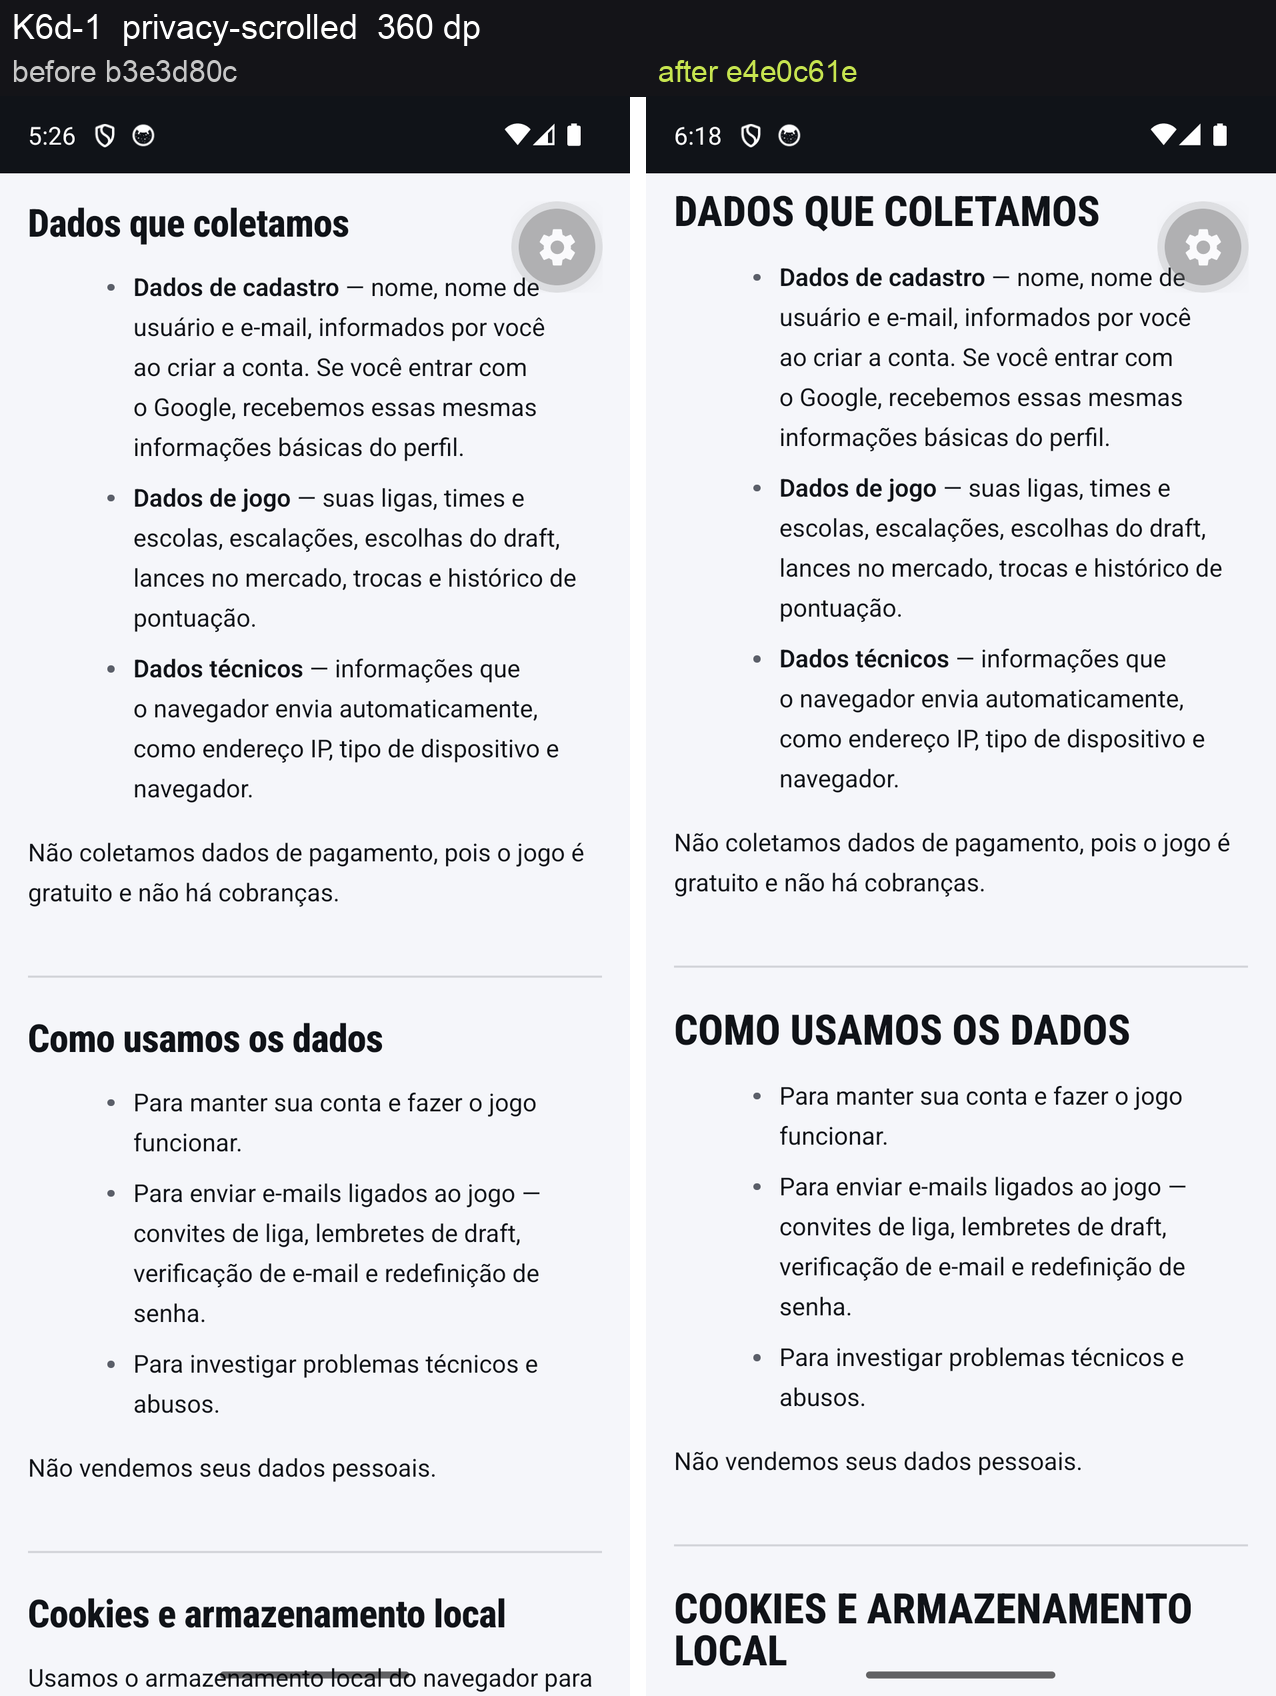 K6d-1 privacy-scrolled 360 dp
before b3e3d80c
after e4e0c61e
5:26
Dados que coletamos
• Dados de cadastro — nome, nome de
usuário e e-mail, informados por você
ao criar a conta. Se você entrar com
o Google, recebemos essas mesmas
informações básicas do perfil.
• Dados de jogo — suas ligas, times e
escolas, escalações, escolhas do draft,
lances no mercado, trocas e histórico de
pontuação.
• Dados técnicos — informações que
o navegador envia automaticamente,
como endereço IP, tipo de dispositivo e
navegador.
Não coletamos dados de pagamento, pois o jogo é
gratuito e não há cobranças.
Como usamos os dados
• Para manter sua conta e fazer o jogo
funcionar.
• Para enviar e-mails ligados ao jogo —
convites de liga, lembretes de draft,
verificação de e-mail e redefinição de
senha.
• Para investigar problemas técnicos e
abusos.
Não vendemos seus dados pessoais.
Cookies e armazenamento local
Usamos o armazenamento local do navegador para
6:18
DADOS QUE COLETAMOS
• Dados de cadastro — nome, nome de
usuário e e-mail, informados por você
ao criar a conta. Se você entrar com
o Google, recebemos essas mesmas
informações básicas do perfil.
• Dados de jogo — suas ligas, times e
escolas, escalações, escolhas do draft,
lances no mercado, trocas e histórico de
pontuação.
• Dados técnicos — informações que
o navegador envia automaticamente,
como endereço IP, tipo de dispositivo e
navegador.
Não coletamos dados de pagamento, pois o jogo é
gratuito e não há cobranças.
COMO USAMOS OS DADOS
• Para manter sua conta e fazer o jogo
funcionar.
• Para enviar e-mails ligados ao jogo —
convites de liga, lembretes de draft,
verificação de e-mail e redefinição de
senha.
• Para investigar problemas técnicos e
abusos.
Não vendemos seus dados pessoais.
COOKIES E ARMAZENAMENTO
LOCAL